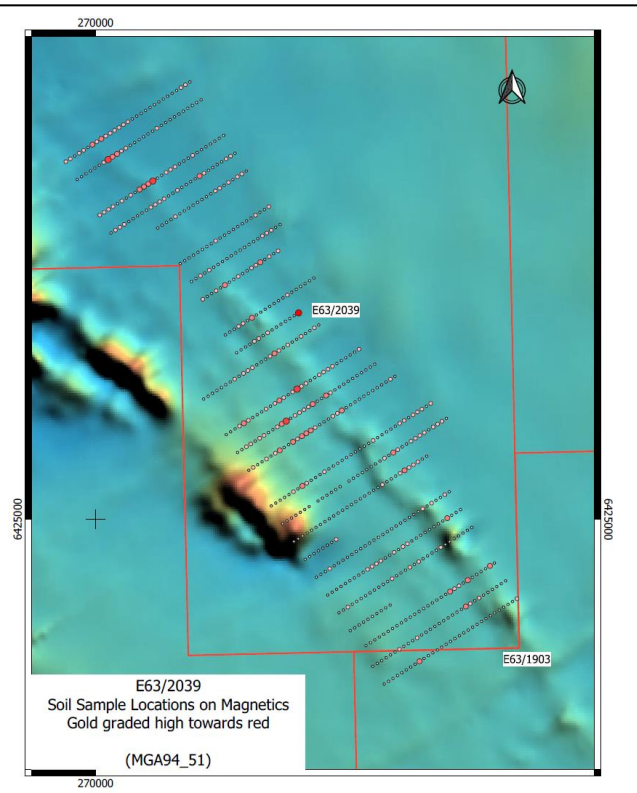 270000
E63/2039
6425000
6425000
E63/1903
E63/2039
Soil Sample Locations on Magnetics
Gold graded high towards red
(MGA94_51)
270000